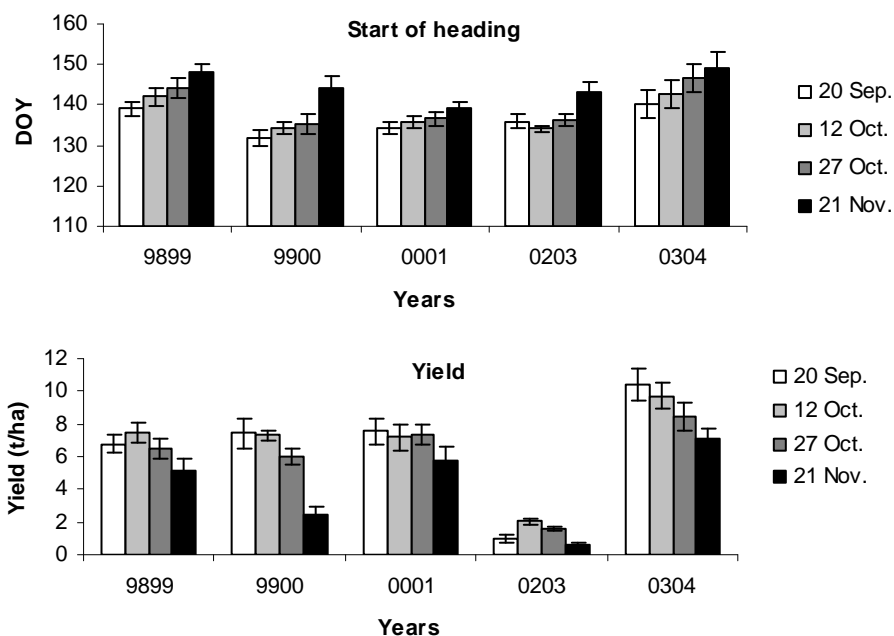 Start of heading
DOY
160
150
140
130
120
110
9899 9900 0001 0203 0304
Years
20 Sep.
12 Oct.
27 Oct.
21 Nov.
Yield
Yield (t/ha)
12
10
8
6
4
2
0
9899 9900 0001 0203 0304
Years
20 Sep.
12 Oct.
27 Oct.
21 Nov.